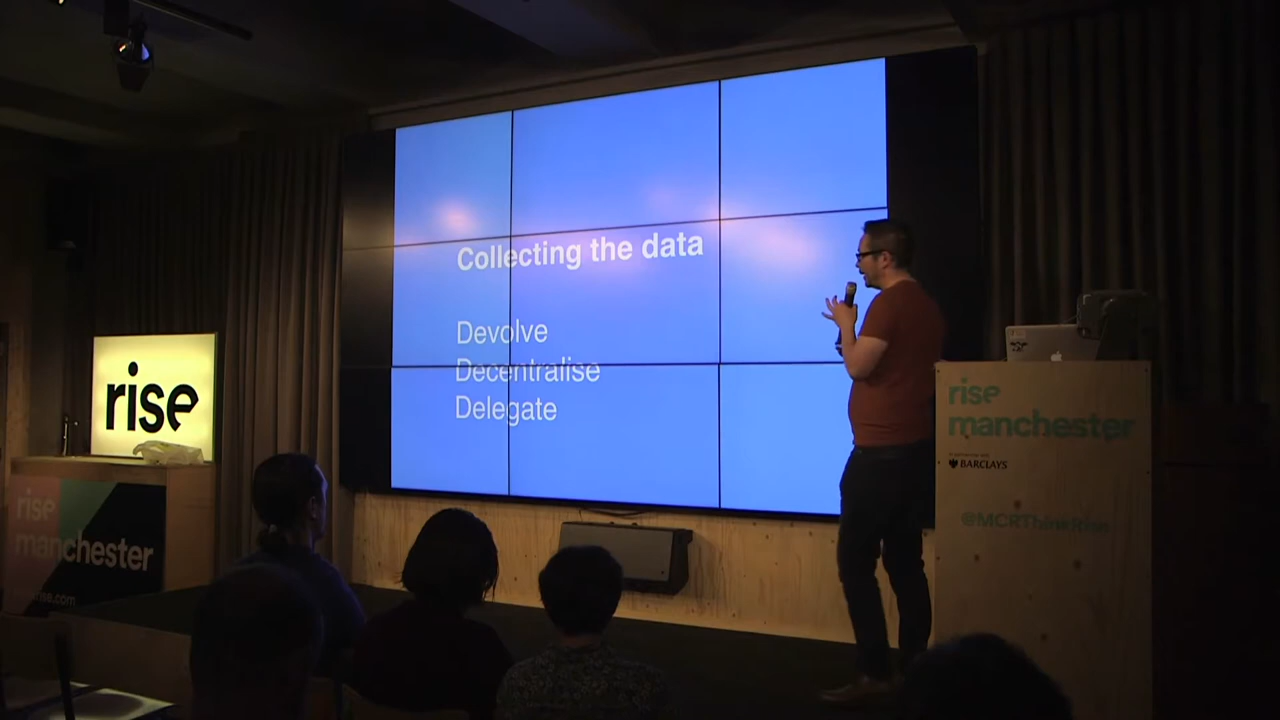 Collecting the data
Devolve
Decentralise
Delegate
rise
rise
manchester
rise
manchester
BARCLAYS
@MCRThinkRise